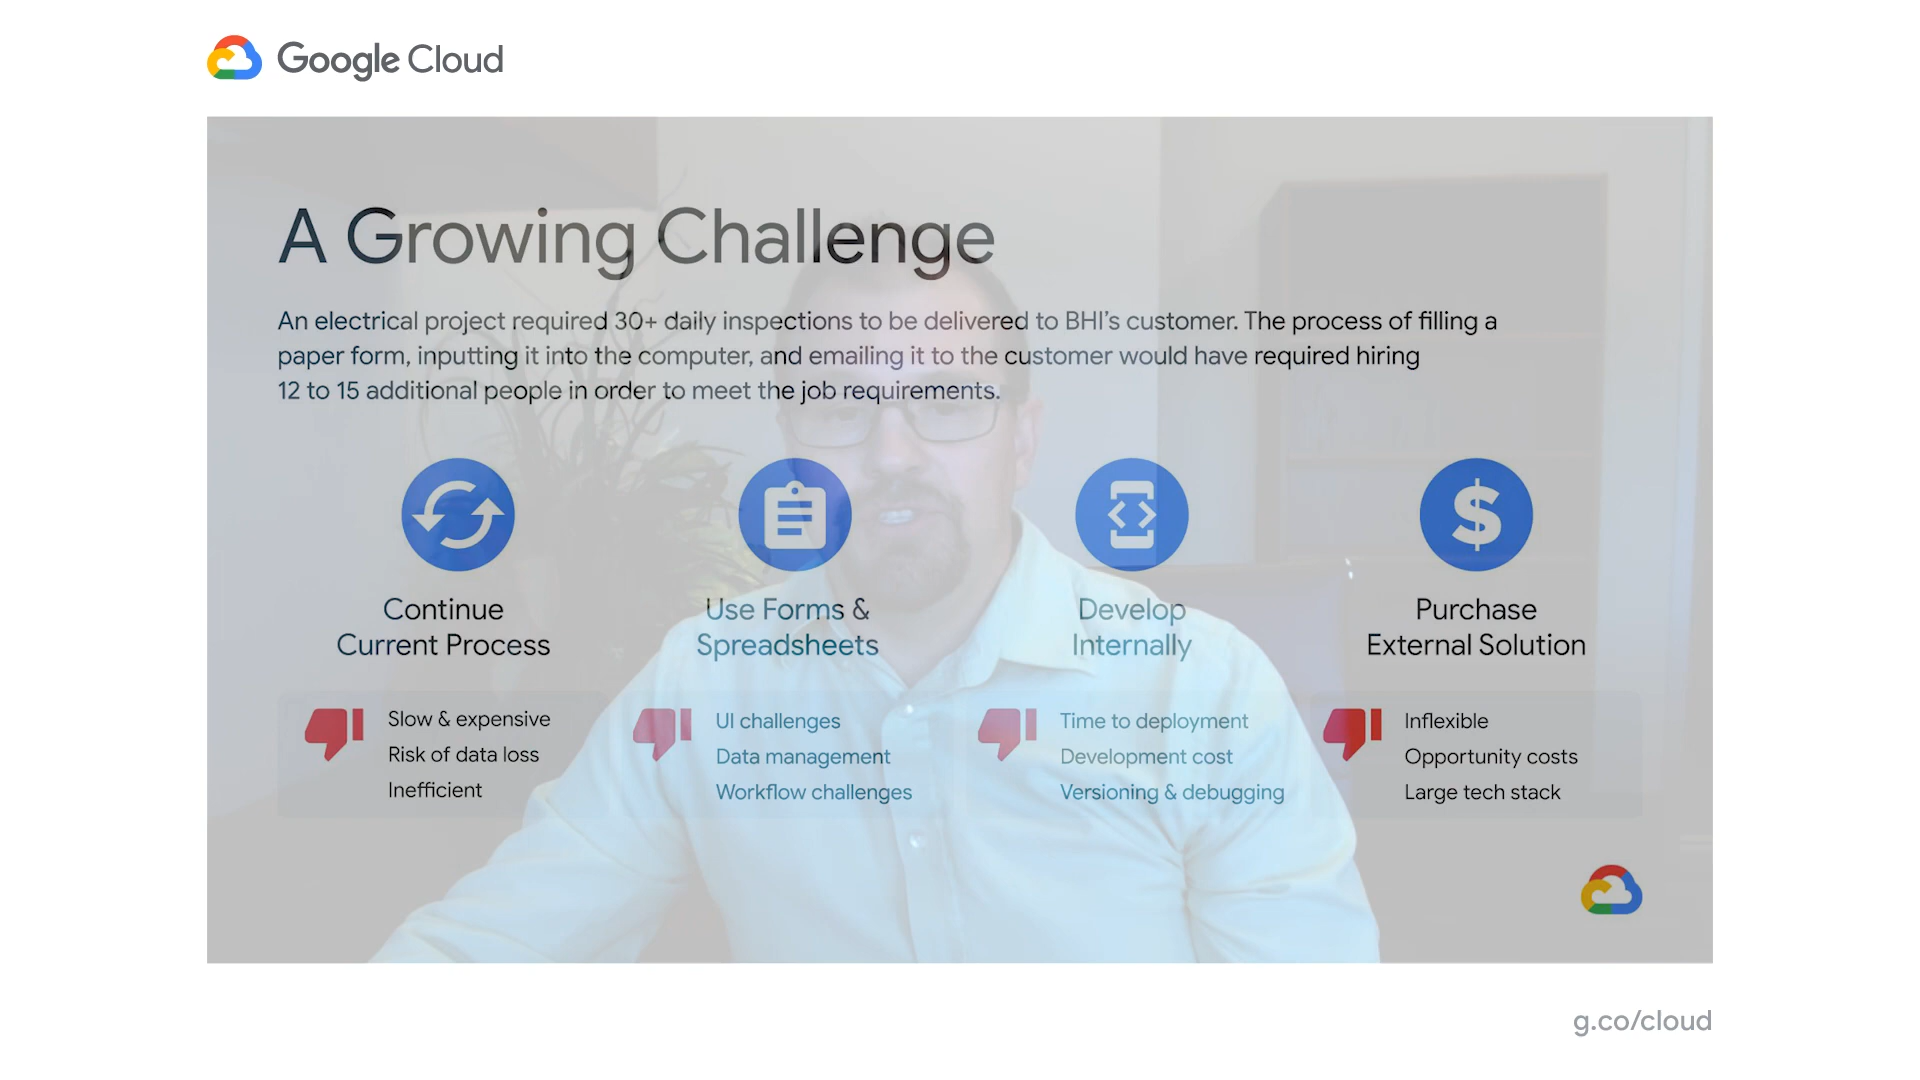 Google Cloud
A Growing Challenge
An electrical project required 30+ daily inspections to be delivered to BHI's customer. The process of filling a
paper form, inputting it into the computer, and emailing it to the customer would have required hiring
12 to 15 additional people in order to meet the job requirements.
Continue
Current Process
Slow & expensive
Risk of data loss
Inefficient
Use Forms &
Spreadsheets
UI challenges
Data management
Workflow challenges
Develop
Internally
Time to deployment
Development cost
Versioning & debugging
Purchase
External Solution
Inflexible
Opportunity costs
Large tech stack
g.co/cloud